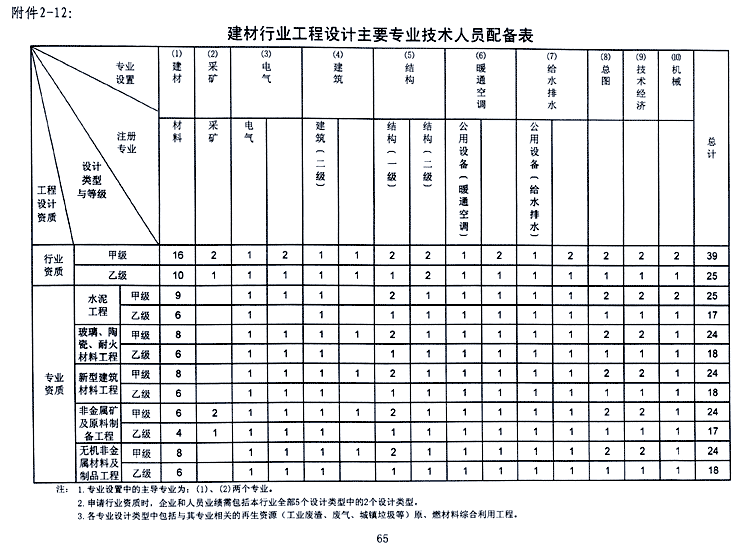 附件2-12:
建材行业工程设计主要专业技术人员配备表
专业设置 (1)建材 (2)采矿 (3)电气 (4)建筑 (5)结构 (6)暖通空调 (7)给水排水 (8)总图 (9)技术经济 (10)机械 总计
注册专业 材料 采矿 电气 建筑(二级) 结构(一级) 结构(二级) 公用设备(暖通空调) 公用设备(给水排水)
设计类型与等级
工程设计资质
行业资质 甲级 16 2 1 2 1 1 2 2 1 2 1 2 2 2 2 39
乙级 10 1 1 1 1 1 1 2 1 1 1 1 1 1 1 25
专业资质 水泥工程 甲级 9 1 1 1 2 1 1 1 1 1 2 2 2 25
乙级 6 1 1 1 1 1 1 1 1 1 1 1 17
玻璃、陶瓷、耐火材料工程 甲级 8 1 1 1 1 2 1 1 1 1 1 2 2 1 24
乙级 6 1 1 1 1 1 1 1 1 1 1 1 1 18
新型建筑材料工程 甲级 8 1 1 1 1 2 1 1 1 1 1 2 2 1 24
乙级 6 1 1 1 1 1 1 1 1 1 1 1 1 18
非金属矿及原料制备工程 甲级 6 2 1 1 1 1 2 1 1 1 1 1 2 2 1 24
乙级 4 1 1 1 1 1 1 1 1 1 1 1 1 1 17
无机非金属材料及制品工程 甲级 8 1 1 1 1 2 1 1 1 1 1 2 2 1 24
乙级 6 1 1 1 1 1 1 1 1 1 1 1 1 18
注: 1.专业设置中的主导专业为:(1)、(2)两个专业。
2.申请行业资质时,企业和人员业绩需包括本行业全部5个设计类型中的2个设计类型。
3.各专业设计类型中包括与其专业相关的再生资源(工业废渣、废气、城镇垃圾等)原、燃材料综合利用工程。
65